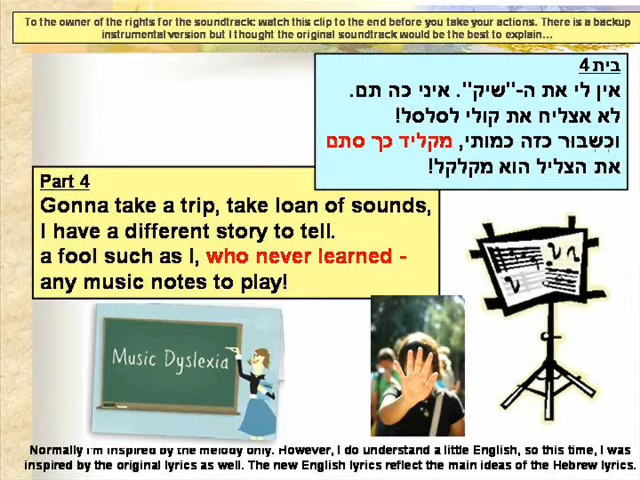 To the owner of the rights for the soundtrack: watch this clip to the end before you take your actions. There is a backup
instrumental version but I thought the original soundtrack would be the best to explain...
בית 4
אין לי את ה-"שיק". איני כה תם.
לא אצליח את קולי לסלסל!
וכְשְבּוּר כזה כמותי, מקליד כך סתם
את הצליל הוא מקלקל!
Part 4
Gonna take a trip, take loan of sounds,
I have a different story to tell.
a fool such as I, who never learned -
any music notes to play!
Music Dyslexia
Normally I'm inspired by the melody only. However, I do understand a little English, so this time, I was
inspired by the original lyrics as well. The new English lyrics reflect the main ideas of the Hebrew lyrics.